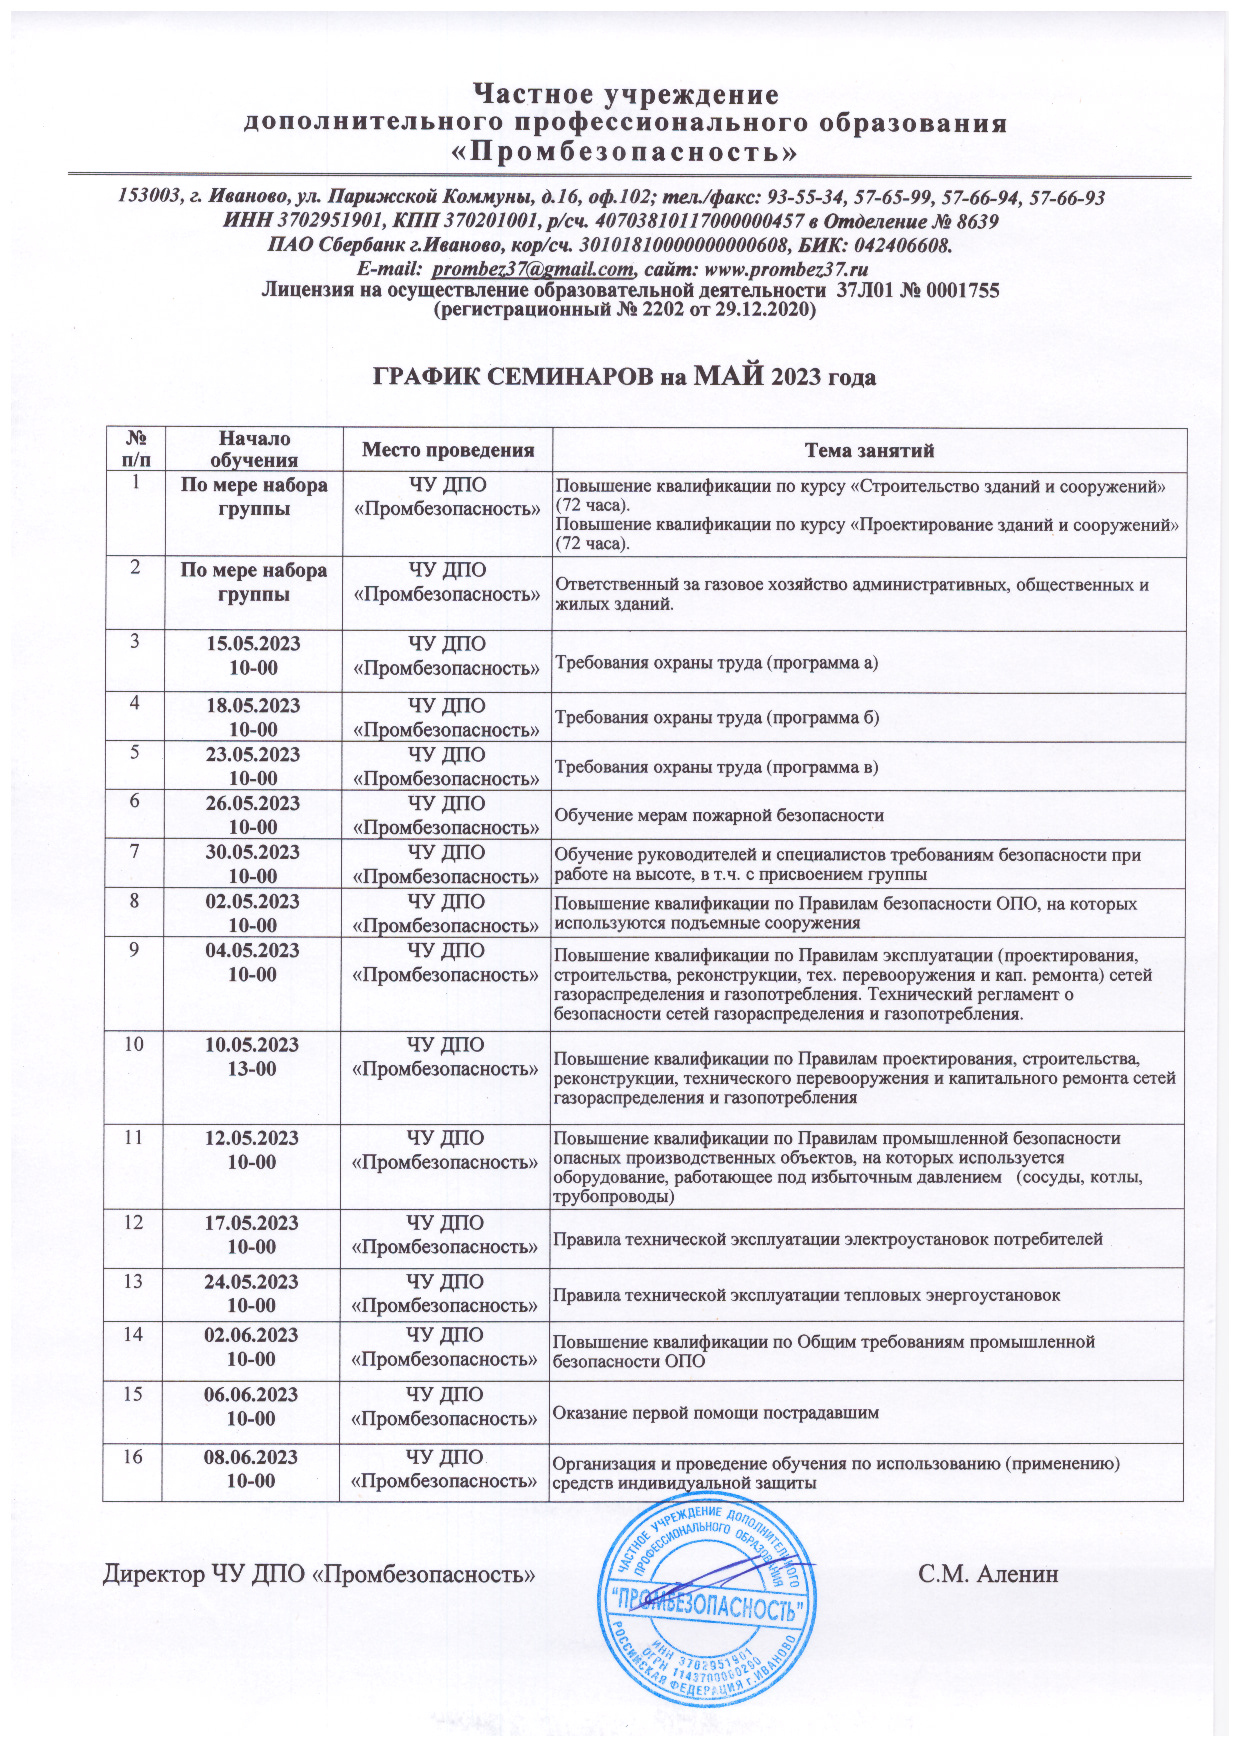 Частное учреждение
дополнительного профессионального образования
«Промбезопасность»
153003, г. Иваново, ул. Парижской Коммуны, д.16, оф.102; тел./факс: 93-55-34, 57-65-99, 57-66-94, 57-66-93
ИНН 3702951901, КПП 370201001, р/сч. 40703810117000000457 в Отделение № 8639
ПАО Сбербанк г.Иваново, кор/сч. 30101810000000000608, БИК: 042406608.
E-mail: prombez37@gmail.com, сайт: www.prombez37.ru
Лицензия на осуществление образовательной деятельности 37Л01 № 0001755
(регистрационный № 2202 от 29.12.2020)
ГРАФИК СЕМИНАРОВ на МАЙ 2023 года
№ п/п
Начало обучения
Место проведения
Тема занятий
1
По мере набора
группы
ЧУ ДПО
«Промбезопасность»
Повышение квалификации по курсу «Строительство зданий и сооружений»
(72 часа).
Повышение квалификации по курсу «Проектирование зданий и сооружений»
(72 часа).
2
По мере набора
группы
ЧУ ДПО
«Промбезопасность»
Ответственный за газовое хозяйство административных, общественных и
жилых зданий.
3
15.05.2023
10-00
ЧУ ДПО
«Промбезопасность»
Требования охраны труда (программа а)
4
18.05.2023
10-00
ЧУ ДПО
«Промбезопасность»
Требования охраны труда (программа б)
5
23.05.2023
10-00
ЧУ ДПО
«Промбезопасность»
Требования охраны труда (программа в)
6
26.05.2023
10-00
ЧУ ДПО
«Промбезопасность»
Обучение мерам пожарной безопасности
7
30.05.2023
10-00
ЧУ ДПО
«Промбезопасность»
Обучение руководителей и специалистов требованиям безопасности при
работе на высоте, в т.ч. с присвоением группы
8
02.05.2023
10-00
ЧУ ДПО
«Промбезопасность»
Повышение квалификации по Правилам безопасности ОПО, на которых
используются подъемные сооружения
9
04.05.2023
10-00
ЧУ ДПО
«Промбезопасность»
Повышение квалификации по Правилам эксплуатации (проектирования,
строительства, реконструкции, тех. перевооружения и кап. ремонта) сетей
газораспределения и газопотребления. Технический регламент о
безопасности сетей газораспределения и газопотребления.
10
10.05.2023
13-00
ЧУ ДПО
«Промбезопасность»
Повышение квалификации по Правилам проектирования, строительства,
реконструкции, технического перевооружения и капитального ремонта сетей
газораспределения и газопотребления
11
12.05.2023
10-00
ЧУ ДПО
«Промбезопасность»
Повышение квалификации по Правилам промышленной безопасности
опасных производственных объектов, на которых используется
оборудование, работающее под избыточным давлением (сосуды, котлы,
трубопроводы)
12
17.05.2023
10-00
ЧУ ДПО
«Промбезопасность»
Правила технической эксплуатации электроустановок потребителей
13
24.05.2023
10-00
ЧУ ДПО
«Промбезопасность»
Правила технической эксплуатации тепловых энергоустановок
14
02.06.2023
10-00
ЧУ ДПО
«Промбезопасность»
Повышение квалификации по Общим требованиям промышленной
безопасности ОПО
15
06.06.2023
10-00
ЧУ ДПО
«Промбезопасность»
Оказание первой помощи пострадавшим
16
08.06.2023
10-00
ЧУ ДПО
«Промбезопасность»
Организация и проведение обучения по использованию (применению)
средств индивидуальной защиты
Директор ЧУ ДПО «Промбезопасность»
С.М. Аленин
ЧАСТНОЕ УЧРЕЖДЕНИЕ ДОПОЛНИТЕЛЬНОГО
ПРОФЕССИОНАЛЬНОГО ОБРАЗОВАНИЯ
"ПРОМБЕЗОПАСНОСТЬ"
ИНН 3702951901
ОГРН
РОССИЙСКАЯ ФЕДЕРАЦИЯ г.ИВАНОВО